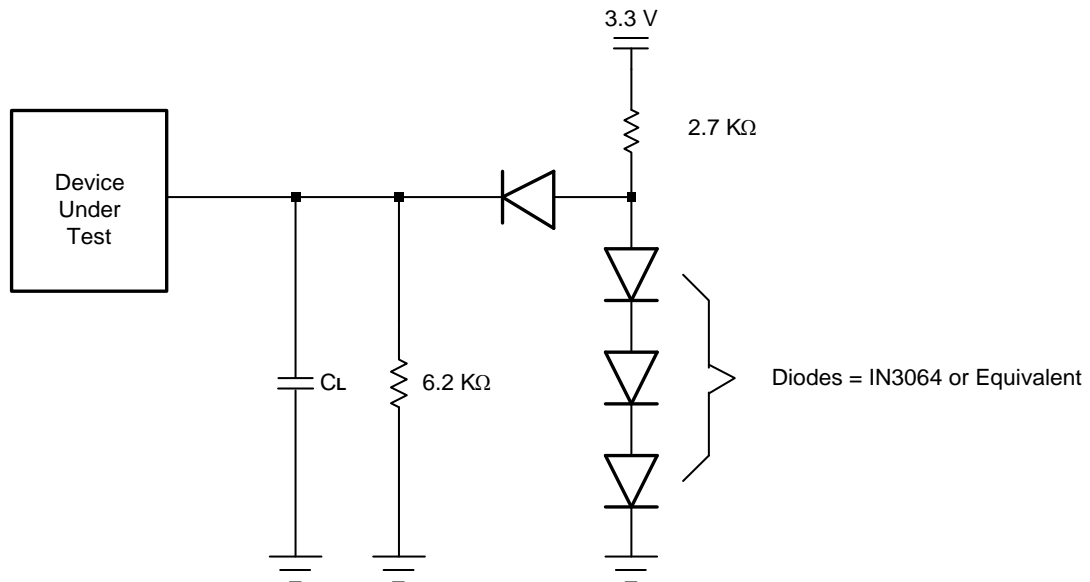 3.3 V
2.7 KΩ
Device
Under
Test
CL
6.2 KΩ
Diodes = IN3064 or Equivalent